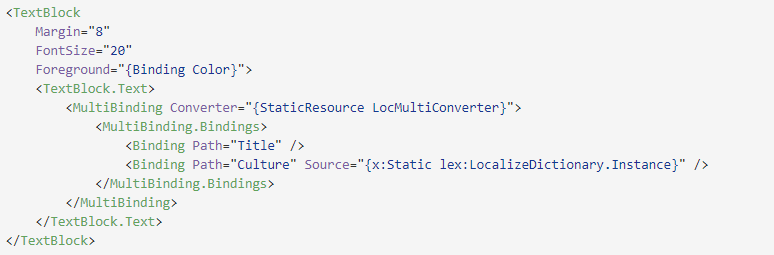 <TextBlock
    Margin="8"
    FontSize="20"
    Foreground="{Binding Color}">
    <TextBlock.Text>
        <MultiBinding Converter="{StaticResource LocMultiConverter}">
            <MultiBinding.Bindings>
                <Binding Path="Title" />
                <Binding Path="Culture" Source="{x:Static lex:LocalizeDictionary.Instance}" />
            </MultiBinding.Bindings>
        </MultiBinding>
    </TextBlock.Text>
</TextBlock>